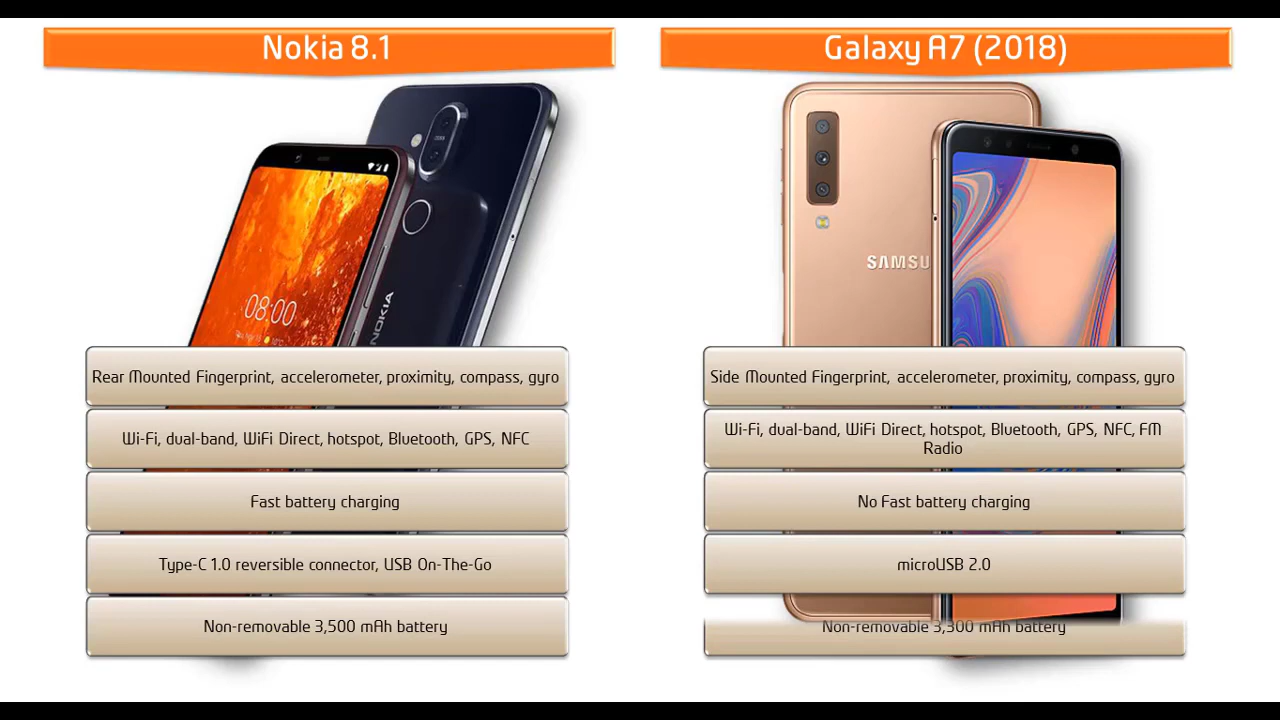 Nokia 8.1
Galaxy A7 (2018)
08:00
NOKIA
SAMSU
Rear Mounted Fingerprint, accelerometer, proximity, compass, gyro
Side Mounted Fingerprint, accelerometer, proximity, compass, gyro
Wi-Fi, dual-band, WiFi Direct, hotspot, Bluetooth, GPS, NFC
Wi-Fi, dual-band, WiFi Direct, hotspot, Bluetooth, GPS, NFC, FM
Radio
Fast battery charging
No Fast battery charging
Type-C 1.0 reversible connector, USB On-The-Go
microUSB 2.0
Non-removable 3,500 mAh battery
Non-removable 3,300 mAh battery